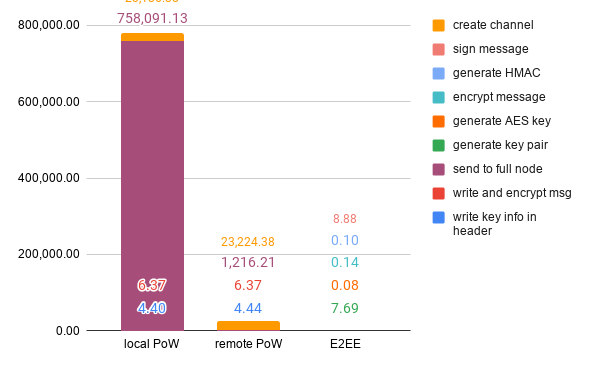 800,000.00
600,000.00
400,000.00
200,000.00
0.00
758,091.13
6.37
4.40
23,224.38
1,216.21
6.37
4.44
8.88
0.10
0.14
0.08
7.69
local PoW
remote PoW
E2EE
create channel
sign message
generate HMAC
encrypt message
generate AES key
generate key pair
send to full node
write and encrypt msg
write key info in
header